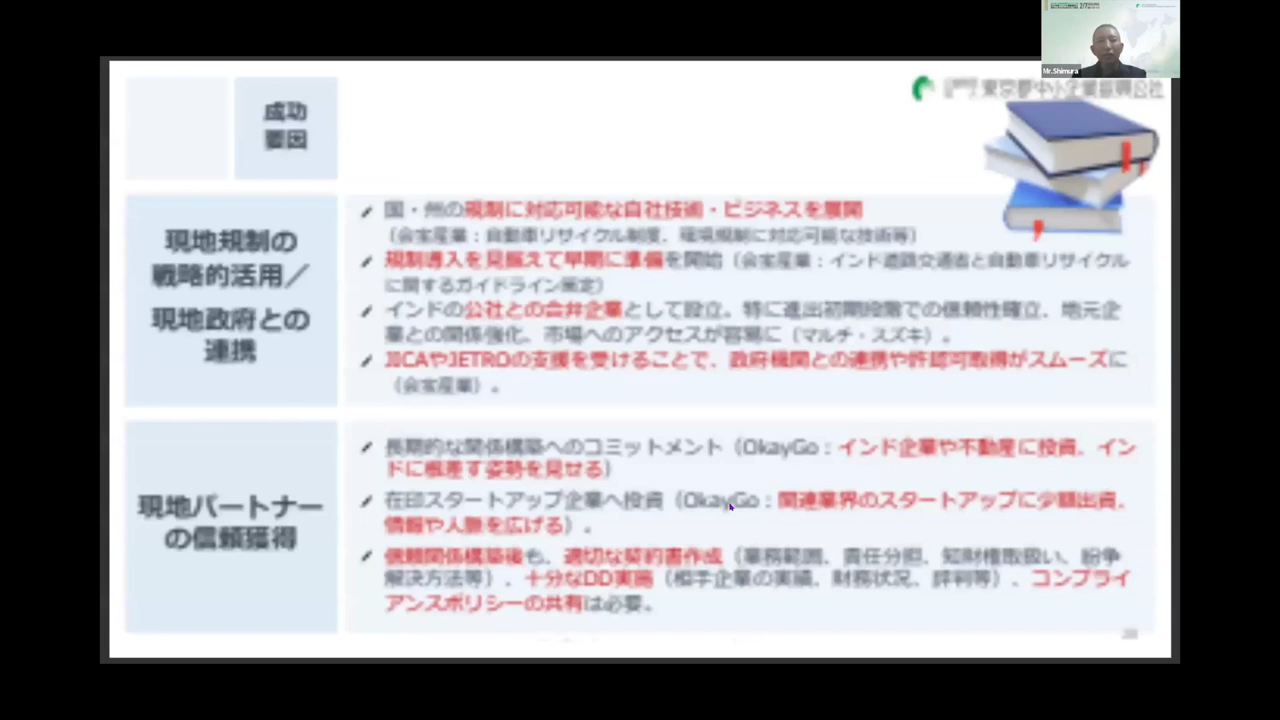 東京都中小企業振興公社
Mr.Shimura
成功
要因
現地規制の
戦略的活用／
現地政府との
連携
国・州の規制に対応可能な自社技術・ビジネスを展開
（会宝産業：自動車リサイクル制度、環境規制に対応可能な技術等）
規制導入を見据えて早期に準備を開始（会宝産業：インド道路交通省と自動車リサイクル
に関するガイドライン策定）
インドの公社との合弁企業として設立。特に進出初期段階での信頼性確立、地元企
業との関係強化、市場へのアクセスが容易に（マルチ・スズキ）。
JICAやJETROの支援を受けることで、政府機関との連携や許認可取得がスムーズに
（会宝産業）。
現地パートナー
の信頼獲得
長期的な関係構築へのコミットメント（OkayGo：インド企業や不動産に投資、イン
ドに根差す姿勢を見せる）
在印スタートアップ企業へ投資（OkayGo：関連業界のスタートアップに少額出資、
情報や人脈を広げる）。
信頼関係構築後も、適切な契約書作成（業務範囲、責任分担、知財権取扱い、紛争
解決方法等）、十分なDD実施（相手企業の実績、財務状況、評判等）、コンプライ
アンスポリシーの共有は必要。